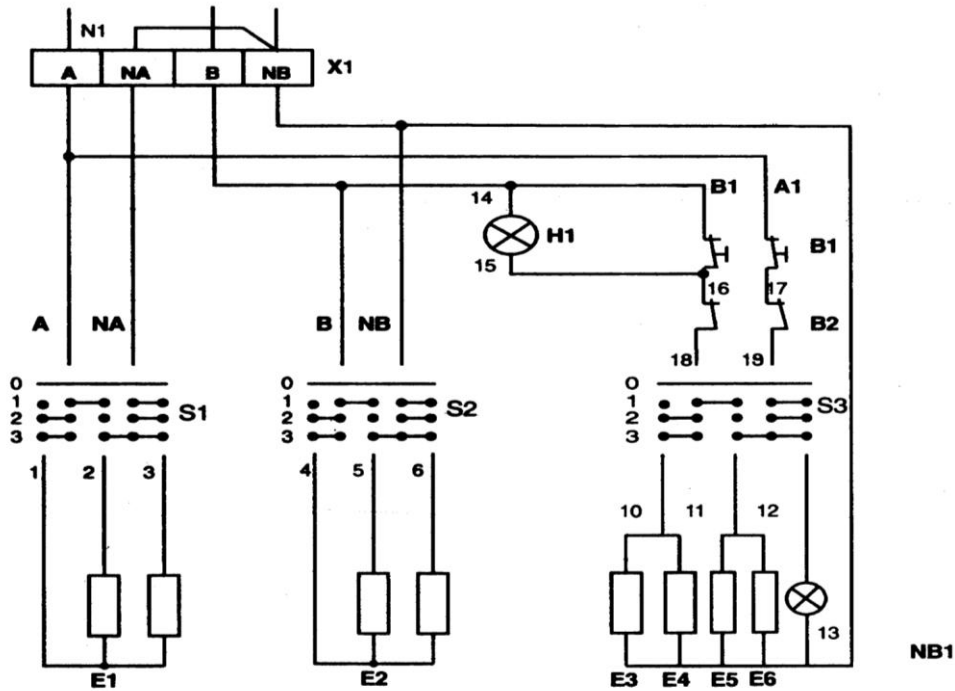 N1
A NA B NB X1
14 B1 A1
H1 B1
15
16 17
A NA B NB B2
18 19
0 0 0
1 1 1
2 S1 2 S2 2 S3
3 3 3
1 2 3 4 5 6
10 11 12
13
NB1
E1 E2 E3 E4 E5 E6